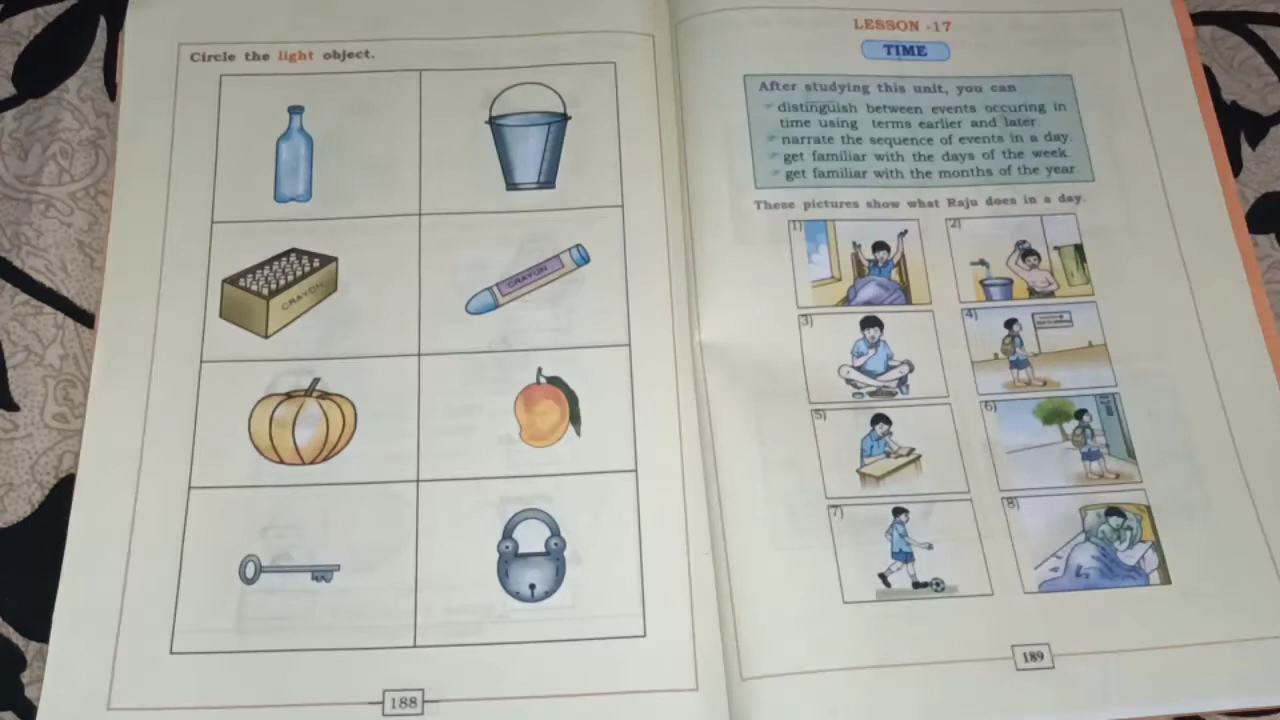 Circle the light object.
CRAYON
CRAYON
188
LESSON -17
TIME
After studying this unit, you can
distinguish between events occuring in
time using terms earlier and later.
narrate the sequence of events in a day.
get familiar with the days of the week.
get familiar with the months of the year.
These pictures show what Raju does in a day.
1)
2)
3)
4)
5)
6)
7)
8)
189